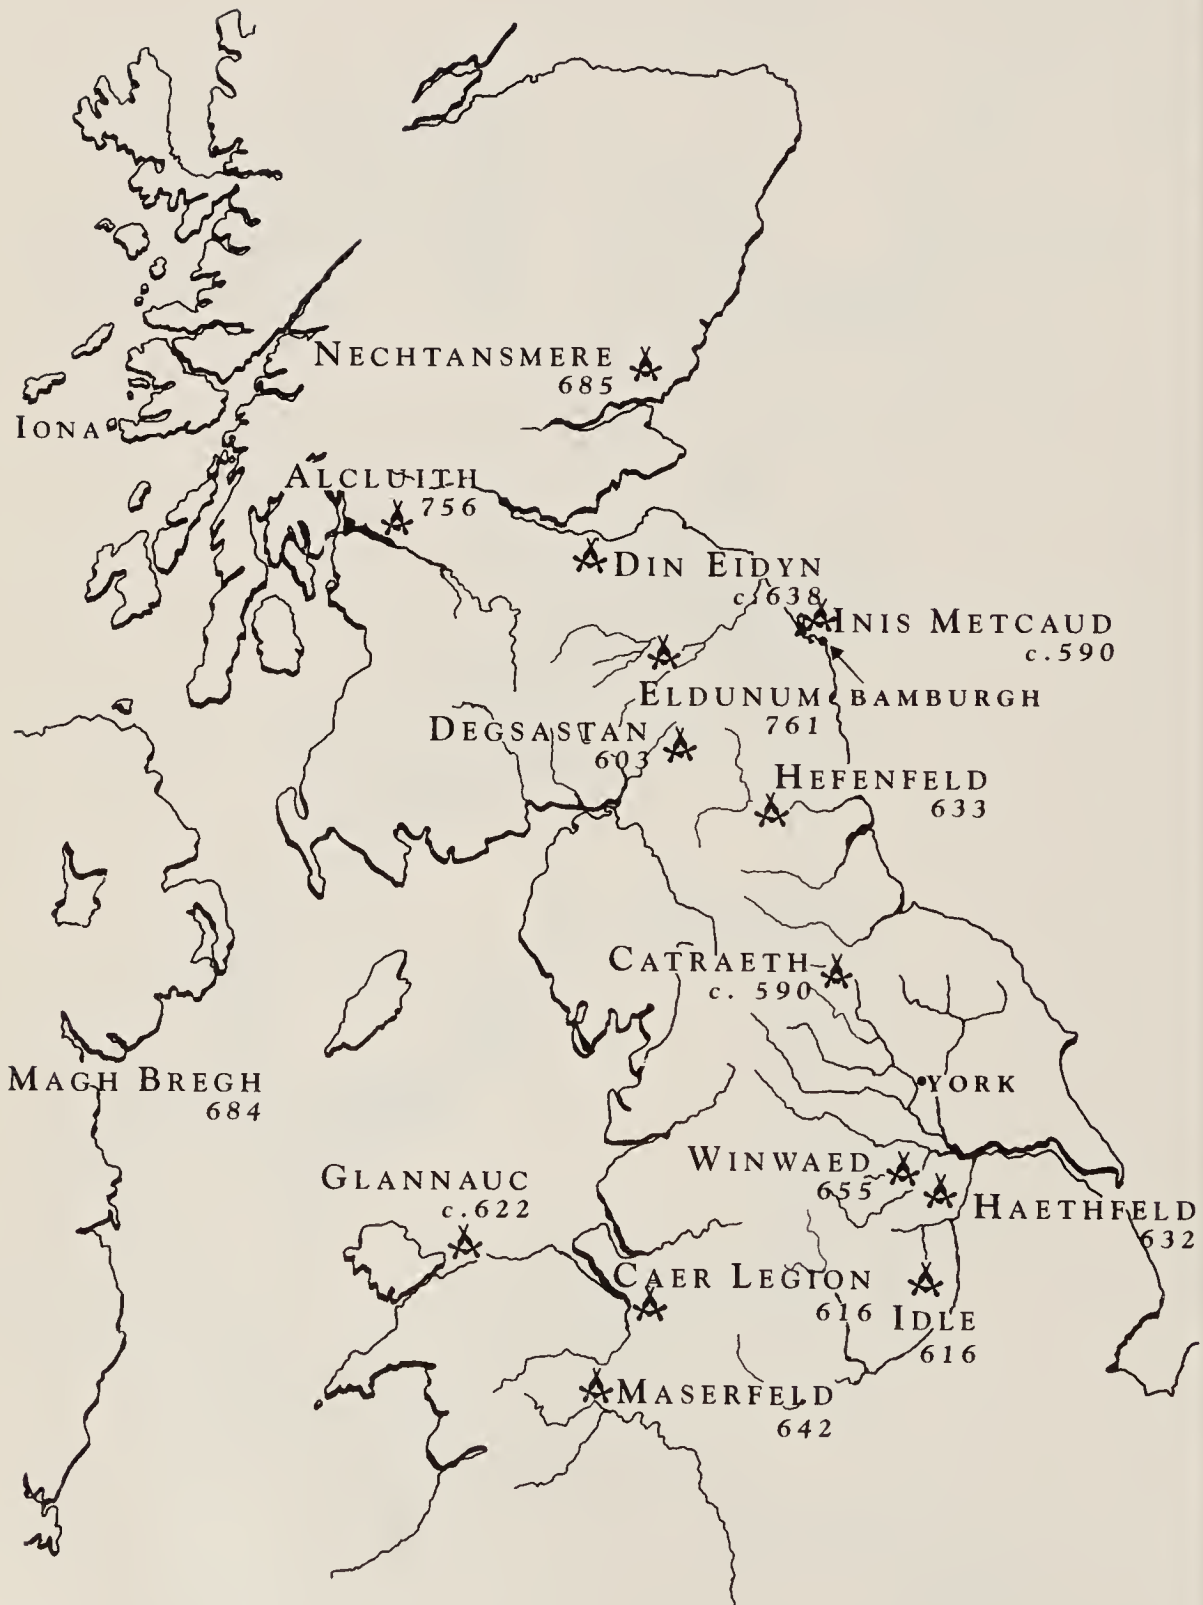 NECHTANSMERE
685
IONA
ALCLUITH
756
DIN EIDYN
c.638
INIS METCAUD
c.590
ELDUNUM
761
BAMBURGH
DEGSASTAN
603
HEFENFELD
633
CATRAETH
c. 590
MAGH BREGH
684
YORK
WINWAED
655
GLANNAUC
c.622
HAETHFELD
632
CAER LEGION
616
IDLE
616
MASERFELD
642